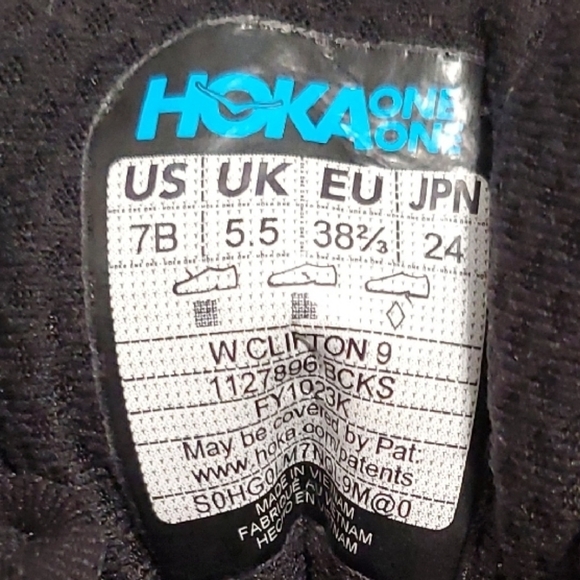 HOKA ONE ONE
US UK EU JPN
7B 5.5 38⅔ 24
W CLIFTON 9
1127896 BCKS
FY1023K
May be covered by Pat:
www.hoka.com/patents
MADE IN VIETNAM
FABRIQUÉ AU VIETNAM
HECHO EN VIETNAM